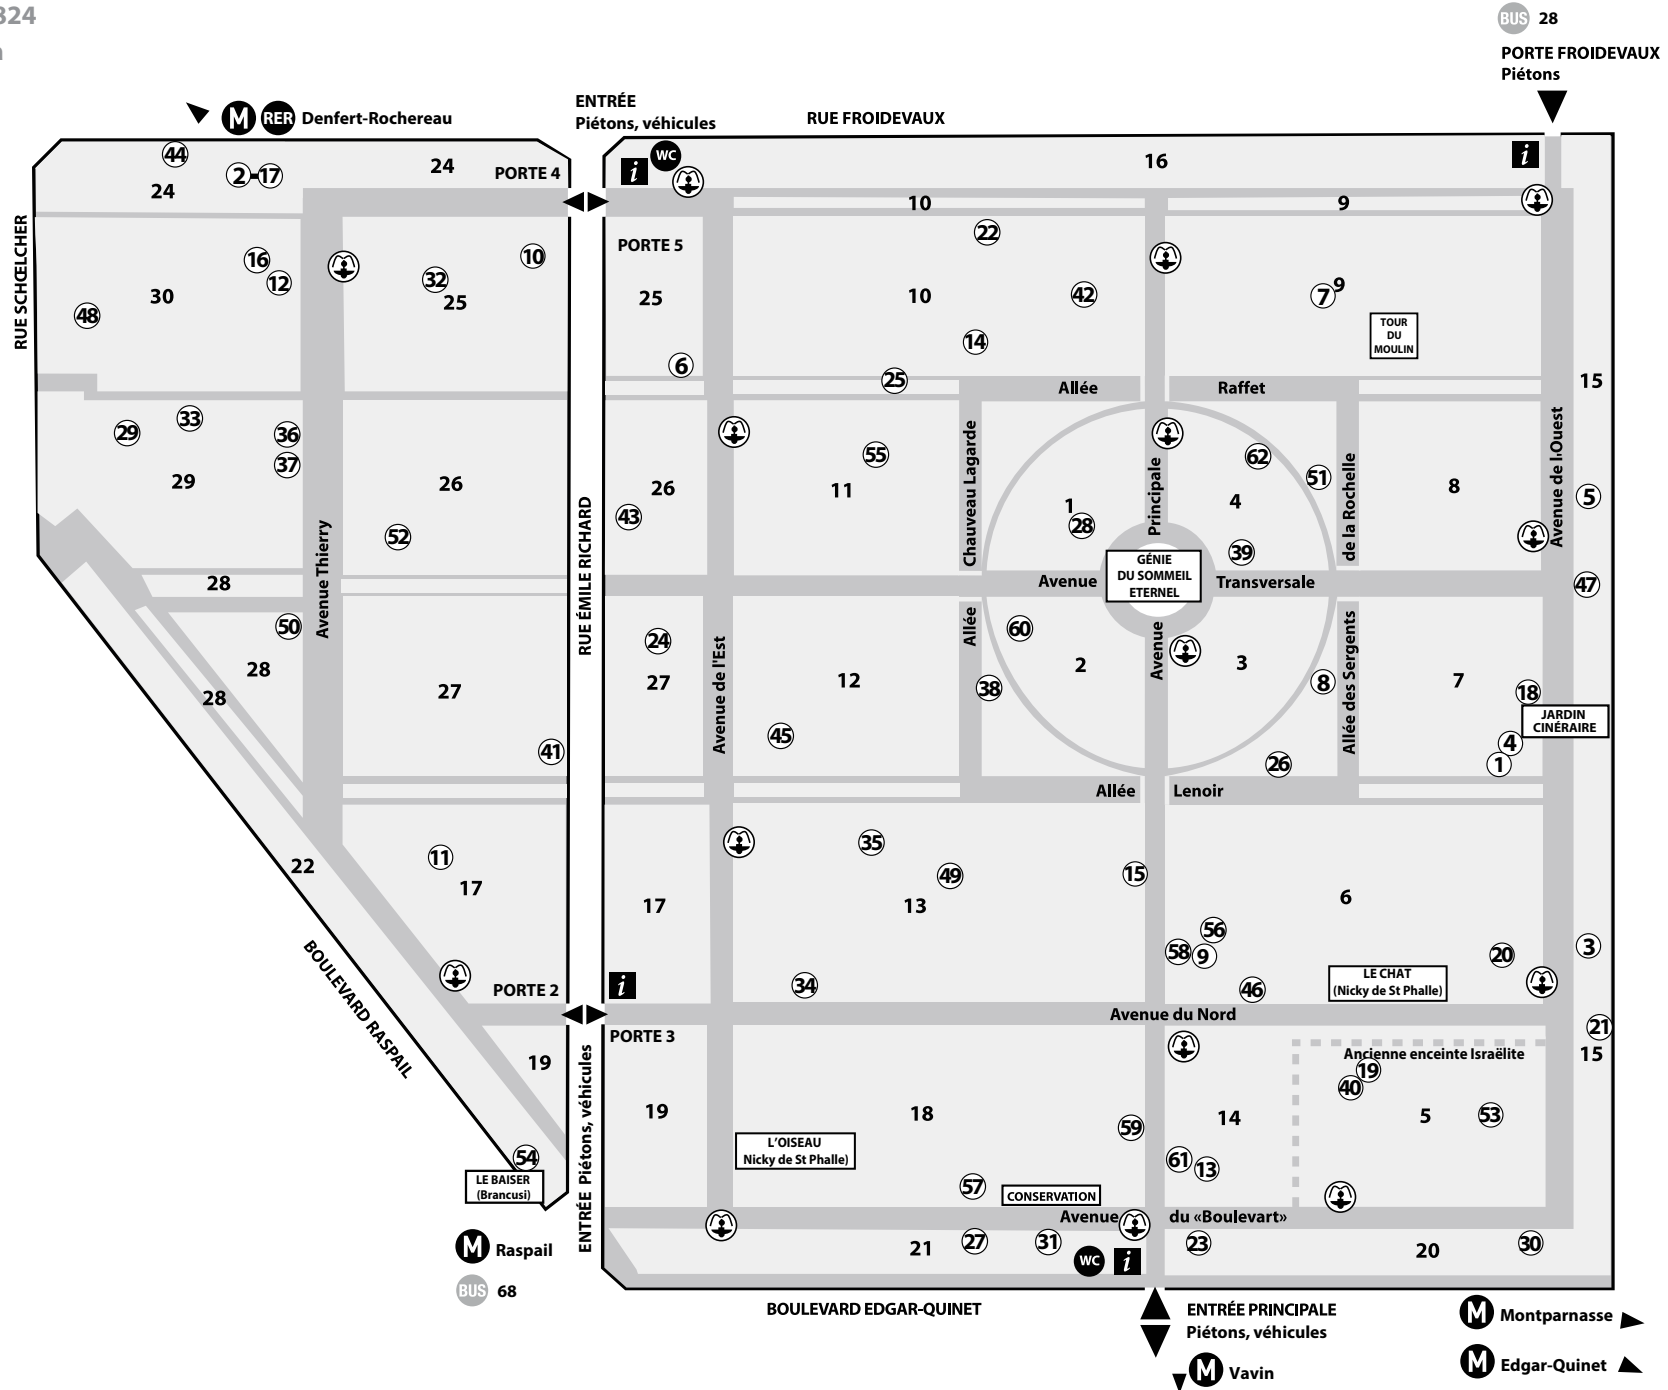 324
BUS 28
PORTE FROIDEVAUX
Piétons
M RER Denfert-Rochereau
ENTRÉE
Piétons, véhicules
RUE FROIDEVAUX
44
2-17
24
24
PORTE 4
i
WC
16
i
10
9
RUE SCHŒLCHER
PORTE 5
22
16
12
10
32
30
25
25
10
42
7
9
48
14
TOUR
DU
MOULIN
6
25
Allée
Raffet
15
29
33
36
37
29
26
52
26
43
55
11
Chauveau Lagarde
Principale
1
28
62
51
4
39
de la Rochelle
8
Avenue de l'Ouest
5
28
Avenue Thierry
RUE ÉMILE RICHARD
Avenue
GÉNIE
DU SOMMEIL
ETERNEL
Transversale
47
50
28
28
27
24
27
Avenue de l'Est
12
Allée
60
38
2
Avenue
3
8
Allée des Sergents
7
18
JARDIN
CINÉRAIRE
4
1
41
45
26
Allée
Lenoir
22
11
17
17
35
49
13
15
6
56
58
9
20
3
34
46
LE CHAT
(Nicky de St Phalle)
BOULEVARD RASPAIL
PORTE 2
i
Avenue du Nord
PORTE 3
21
15
19
Ancienne enceinte Israëlite
19
40
5
53
ENTRÉE Piétons, véhicules
19
18
59
14
L'OISEAU
Nicky de St Phalle)
61
13
54
LE BAISER
(Brancusi)
57
CONSERVATION
Avenue
du «Boulevart»
M Raspail
BUS 68
21
27
31
WC
i
23
20
30
BOULEVARD EDGAR-QUINET
ENTRÉE PRINCIPALE
Piétons, véhicules
M Vavin
M Montparnasse
M Edgar-Quinet